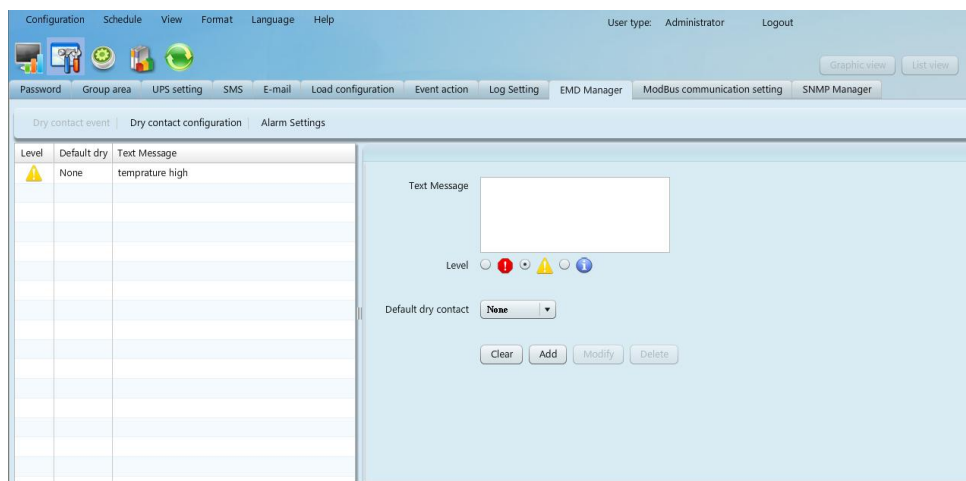 Configuration Schedule View Format Language Help User type: Administrator Logout
Graphic view List view
Password Group area UPS setting SMS E-mail Load configuration Event action Log Setting EMD Manager ModBus communication setting SNMP Manager
Dry contact event Dry contact configuration Alarm Settings
Level Default dry Text Message
None temprature high
Text Message
Level
Default dry contact None
Clear Add Modify Delete